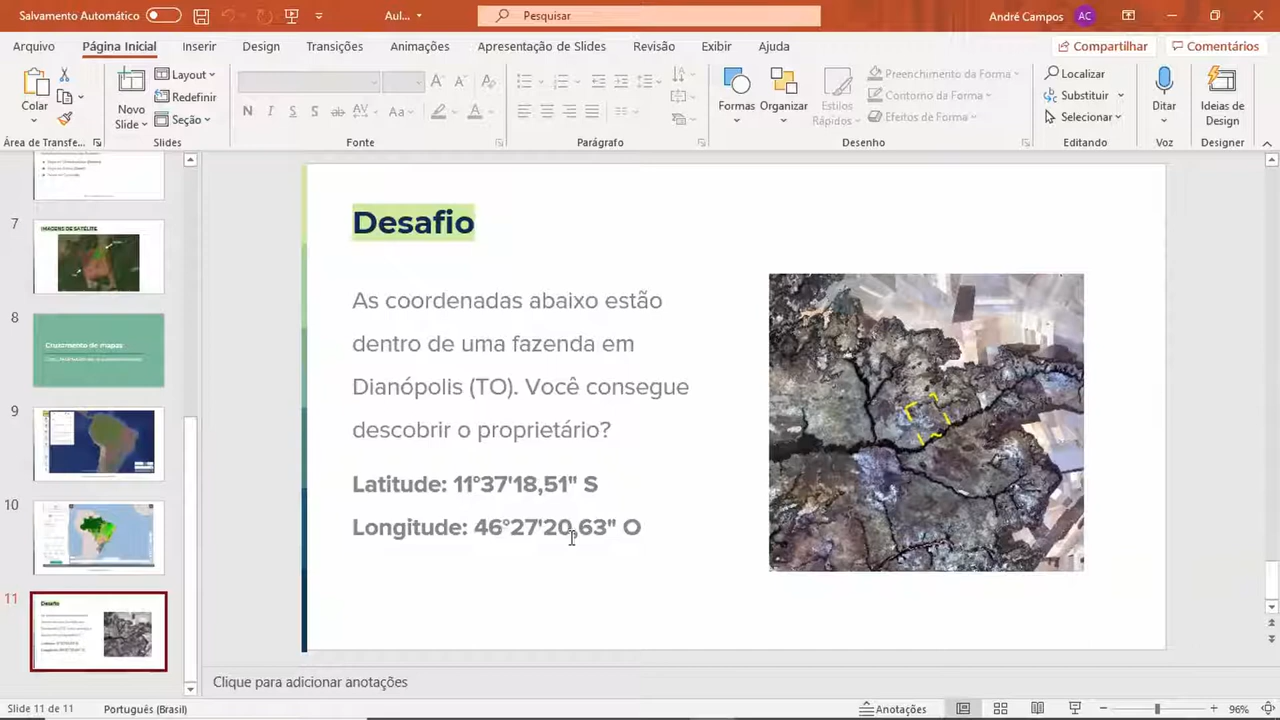 Salvamento Automático
Aul...
Pesquisar
André Campos
AC
Arquivo
Página Inicial
Inserir
Design
Transições
Animações
Apresentação de Slides
Revisão
Exibir
Ajuda
Compartilhar
Comentários
Colar
Novo
Slide
Layout
Redefinir
Seção
N
I
S
S
ab
AV
Aa
A
Formas
Organizar
Estilos
Rápidos
Preenchimento da Forma
Contorno da Forma
Efeitos de Forma
Localizar
Substituir
Selecionar
Ditar
Ideias de
Design
Área de Transfe...
Slides
Fonte
Parágrafo
Desenho
Editando
Voz
Designer
7
IMAGENS DE SATÉLITE
8
Cruzamento de mapas
9
10
11
Desafio
Desafio
As coordenadas abaixo estão
dentro de uma fazenda em
Dianópolis (TO). Você consegue
descobrir o proprietário?
Latitude: 11°37'18,51" S
Longitude: 46°27'20,63" O
Clique para adicionar anotações
Slide 11 de 11
Português (Brasil)
Anotações
96%